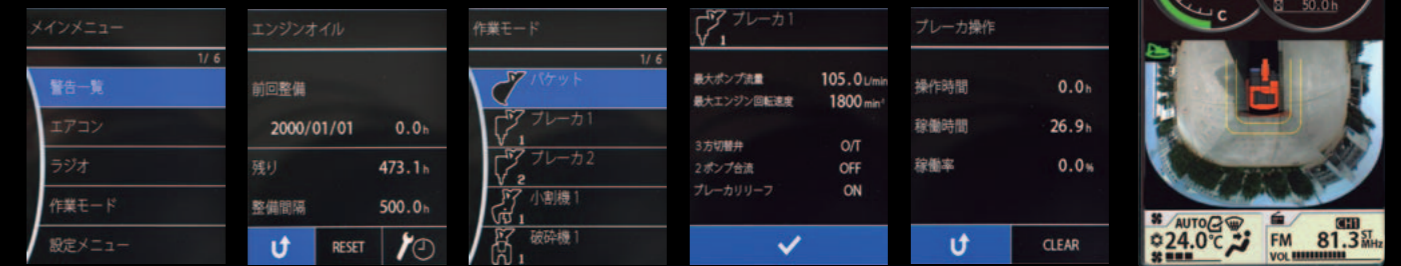 メインメニュー
1/ 6
警告一覧
エアコン
ラジオ
作業モード
設定メニュー
エンジンオイル
前回整備
2000/01/01 0.0h
残り 473.1h
整備間隔 500.0h
RESET
作業モード
1/ 6
バケット
ブレーカ1
1
ブレーカ2
2
小割機1
1
破砕機1
1
ブレーカ1
1
最大ポンプ流量 105.0 L/min
最大エンジン回転速度 1800 min-1
3方切替弁 O/T
2ポンプ合流 OFF
ブレーカリリーフ ON
ブレーカ操作
操作時間 0.0h
稼働時間 26.9h
稼働率 0.0%
CLEAR
C
50.0h
AUTO
24.0℃
CH1
FM 81.3 ST MHz
VOL